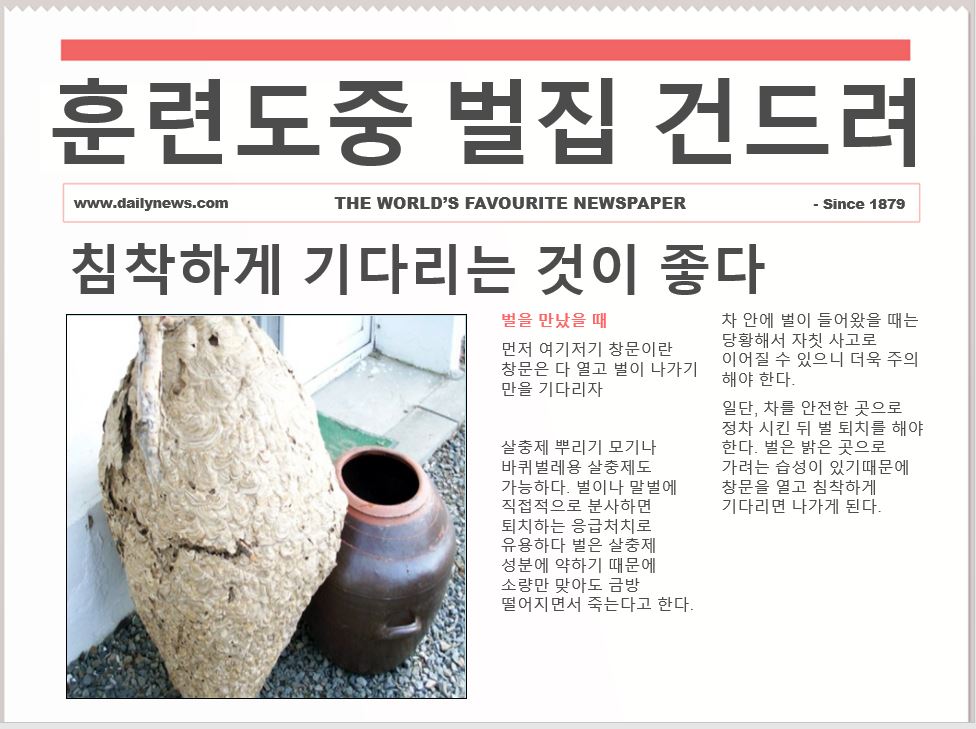 훈련도중 벌집 건드려
www.dailynews.com THE WORLD'S FAVOURITE NEWSPAPER - Since 1879
침착하게 기다리는 것이 좋다
벌을 만났을 때
먼저 여기저기 창문이란
창문은 다 열고 벌이 나가기
만을 기다리자
살충제 뿌리기 모기나
바퀴벌레용 살충제도
가능하다. 벌이나 말벌에
직접적으로 분사하면
퇴치하는 응급처치로
유용하다 벌은 살충제
성분에 약하기 때문에
소량만 맞아도 금방
떨어지면서 죽는다고 한다.
차 안에 벌이 들어왔을 때는
당황해서 자칫 사고로
이어질 수 있으니 더욱 주의
해야 한다.
일단, 차를 안전한 곳으로
정차 시킨 뒤 벌 퇴치를 해야
한다. 벌은 밝은 곳으로
가려는 습성이 있기때문에
창문을 열고 침착하게
기다리면 나가게 된다.